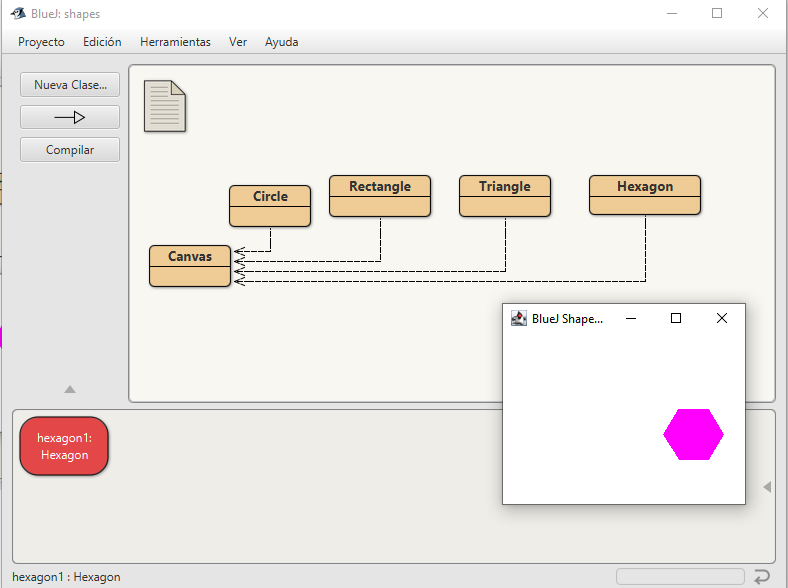 BlueJ: shapes
Proyecto Edición Herramientas Ver Ayuda
Nueva Clase...
Compilar
Circle
Rectangle
Triangle
Hexagon
Canvas
BlueJ Shape...
hexagon1:
Hexagon
hexagon1 : Hexagon